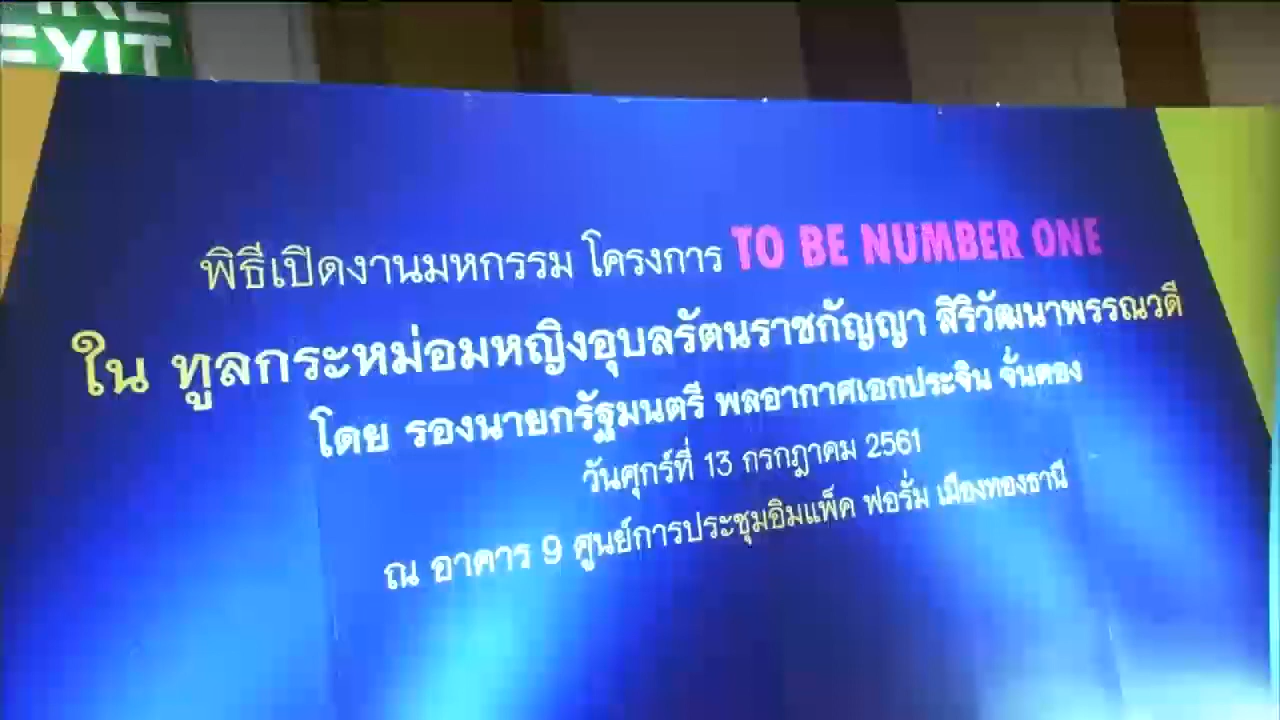 FIRE
EXIT
พิธีเปิดงานมหกรรม โครงการ TO BE NUMBER ONE
ใน ทูลกระหม่อมหญิงอุบลรัตนราชกัญญา สิริวัฒนาพรรณวดี
โดย รองนายกรัฐมนตรี พลอากาศเอกประจิน จั่นตอง
วันศุกร์ที่ 13 กรกฎาคม 2561
ณ อาคาร 9 ศูนย์การประชุมอิมแพ็ค ฟอรั่ม เมืองทองธานี